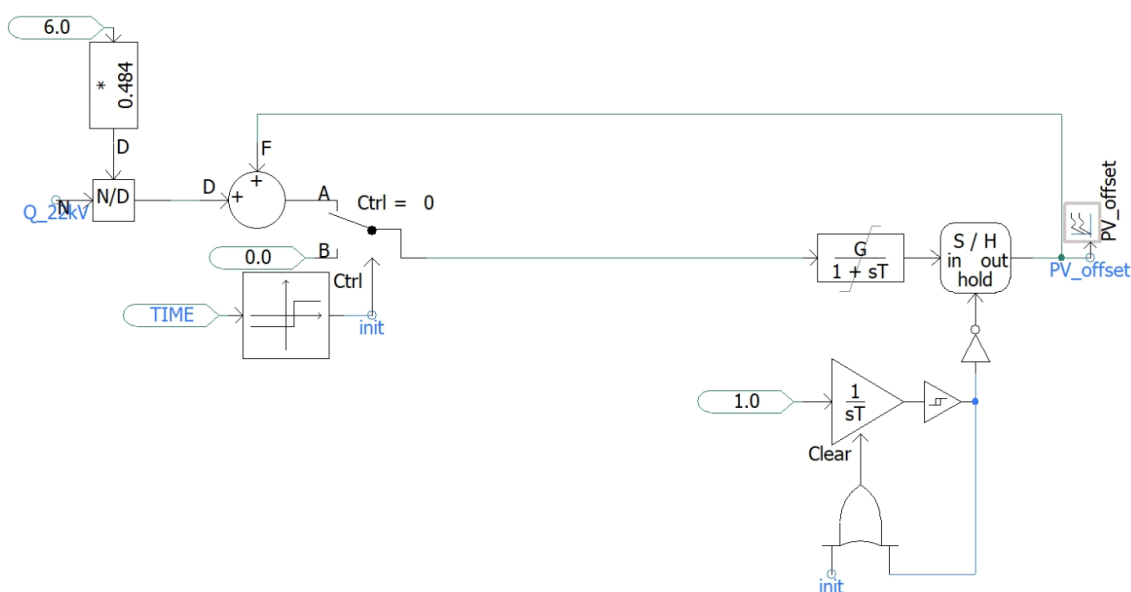 6.0
*
0.484
D
N
N/D
Q_22kV
D
+
F
+
A
Ctrl = 0
B
0.0
Ctrl
TIME
init
G
1 + sT
S / H
in out
hold
PV_offset
PV_offset
1.0
1
sT
Clear
init